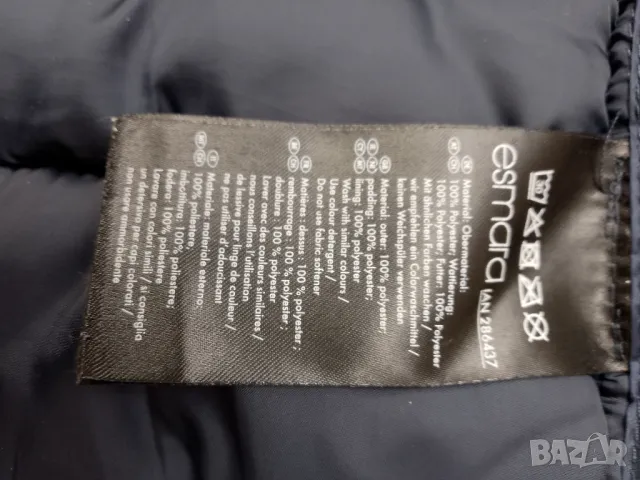 esmara
IAN 286437
Material: Obermaterial:
100% Polyester; Wattierung:
100% Polyester; Futter: 100% Polyester
Mit ähnlichen Farben waschen /
wir empfehlen ein Colorwaschmittel /
keinen Weichspüler verwenden
Material: outer: 100% polyester;
padding: 100% polyester;
lining: 100% polyester
Wash with similar colours /
Use colour detergent /
Do not use fabric softener
Matières : dessus : 100 % polyester ;
rembourrage : 100 % polyester ;
doublure : 100 % polyester
Laver avec des couleurs similaires /
nous conseillons l'utilisation
de lessive pour linge de couleur /
ne pas utiliser d'adoucissant
Materiale: materiale esterno:
100% poliestere;
imbottitura: 100% poliestere;
fodera: 100% poliestere
Lavare con colori simili / si consiglia
un detersivo per capi colorati /
non usare ammorbidente
BAZAR
bg